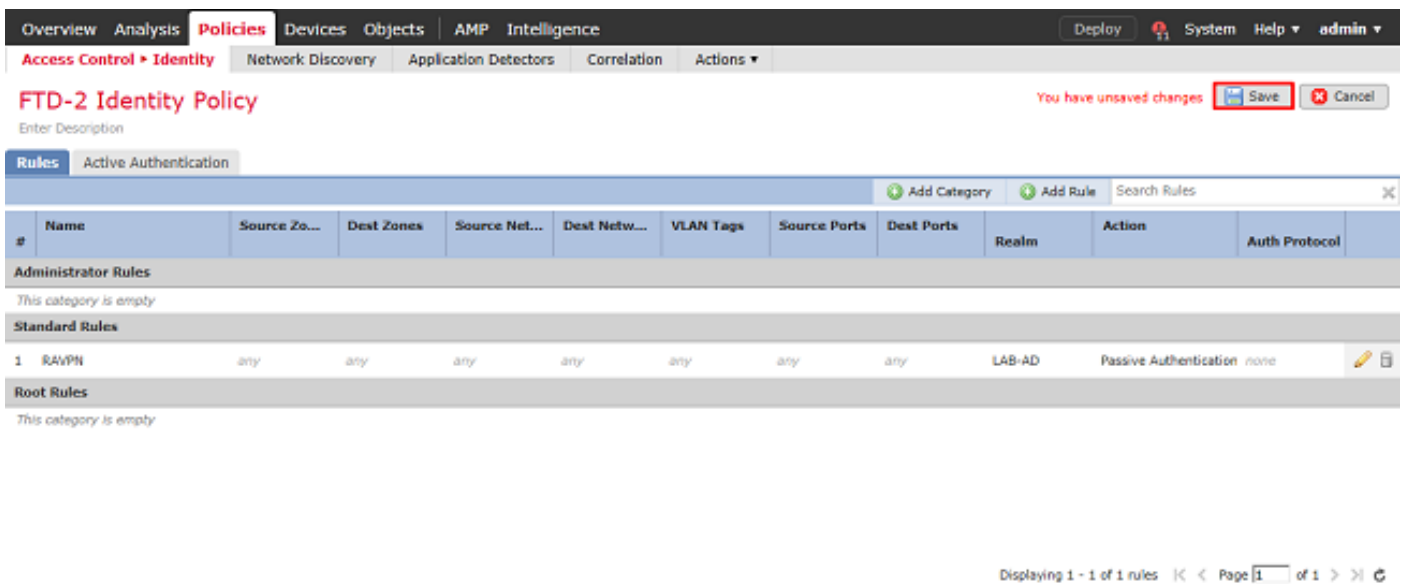 Overview Analysis Policies Devices Objects AMP Intelligence Deploy System Help ▾ admin ▾
Access Control ▸ Identity Network Discovery Application Detectors Correlation Actions ▾
FTD-2 Identity Policy You have unsaved changes Save Cancel
Enter Description
Rules Active Authentication
Add Category Add Rule Search Rules
# Name Source Zo... Dest Zones Source Net... Dest Netw... VLAN Tags Source Ports Dest Ports Realm Action Auth Protocol
Administrator Rules
This category is empty
Standard Rules
1 RAVPN any any any any any any any LAB-AD Passive Authentication none
Root Rules
This category is empty
Displaying 1 - 1 of 1 rules |< < Page 1 of 1 > >|